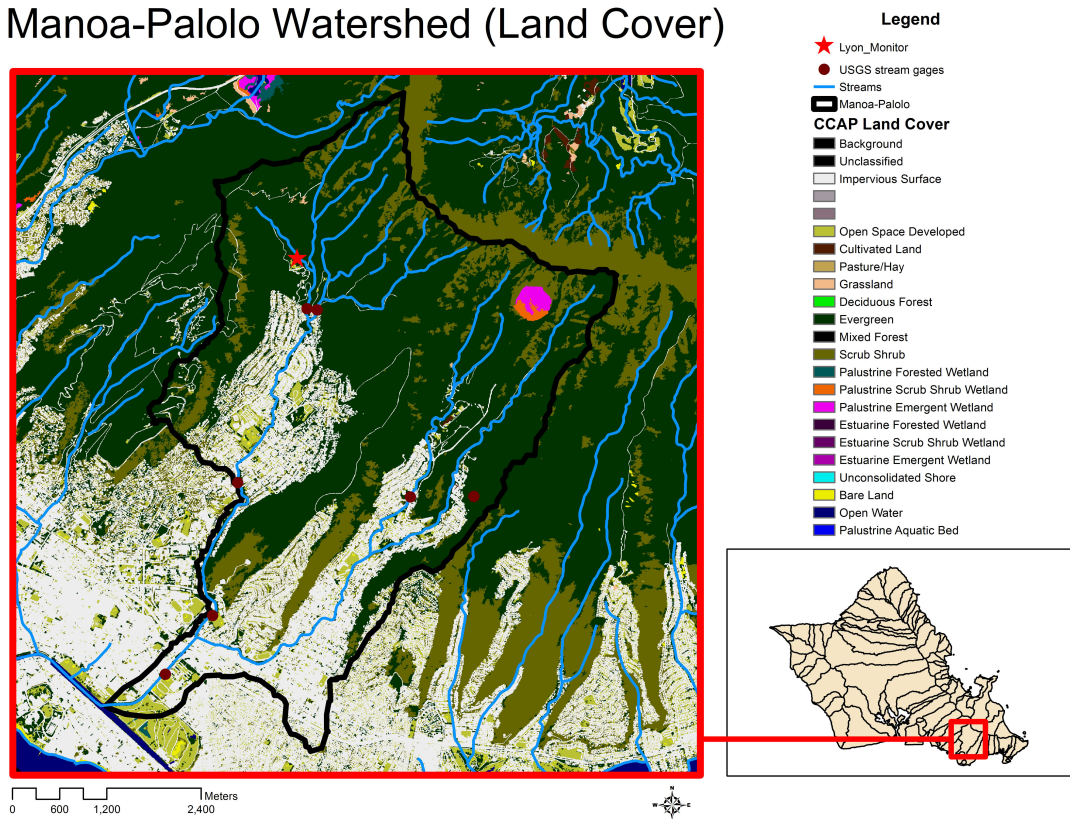 Manoa-Palolo Watershed (Land Cover)
Legend
Lyon_Monitor
USGS stream gages
Streams
Manoa-Palolo
CCAP Land Cover
Background
Unclassified
Impervious Surface
Open Space Developed
Cultivated Land
Pasture/Hay
Grassland
Deciduous Forest
Evergreen
Mixed Forest
Scrub Shrub
Palustrine Forested Wetland
Palustrine Scrub Shrub Wetland
Palustrine Emergent Wetland
Estuarine Forested Wetland
Estuarine Scrub Shrub Wetland
Estuarine Emergent Wetland
Unconsolidated Shore
Bare Land
Open Water
Palustrine Aquatic Bed
Meters
0 600 1,200 2,400
N
W E
S